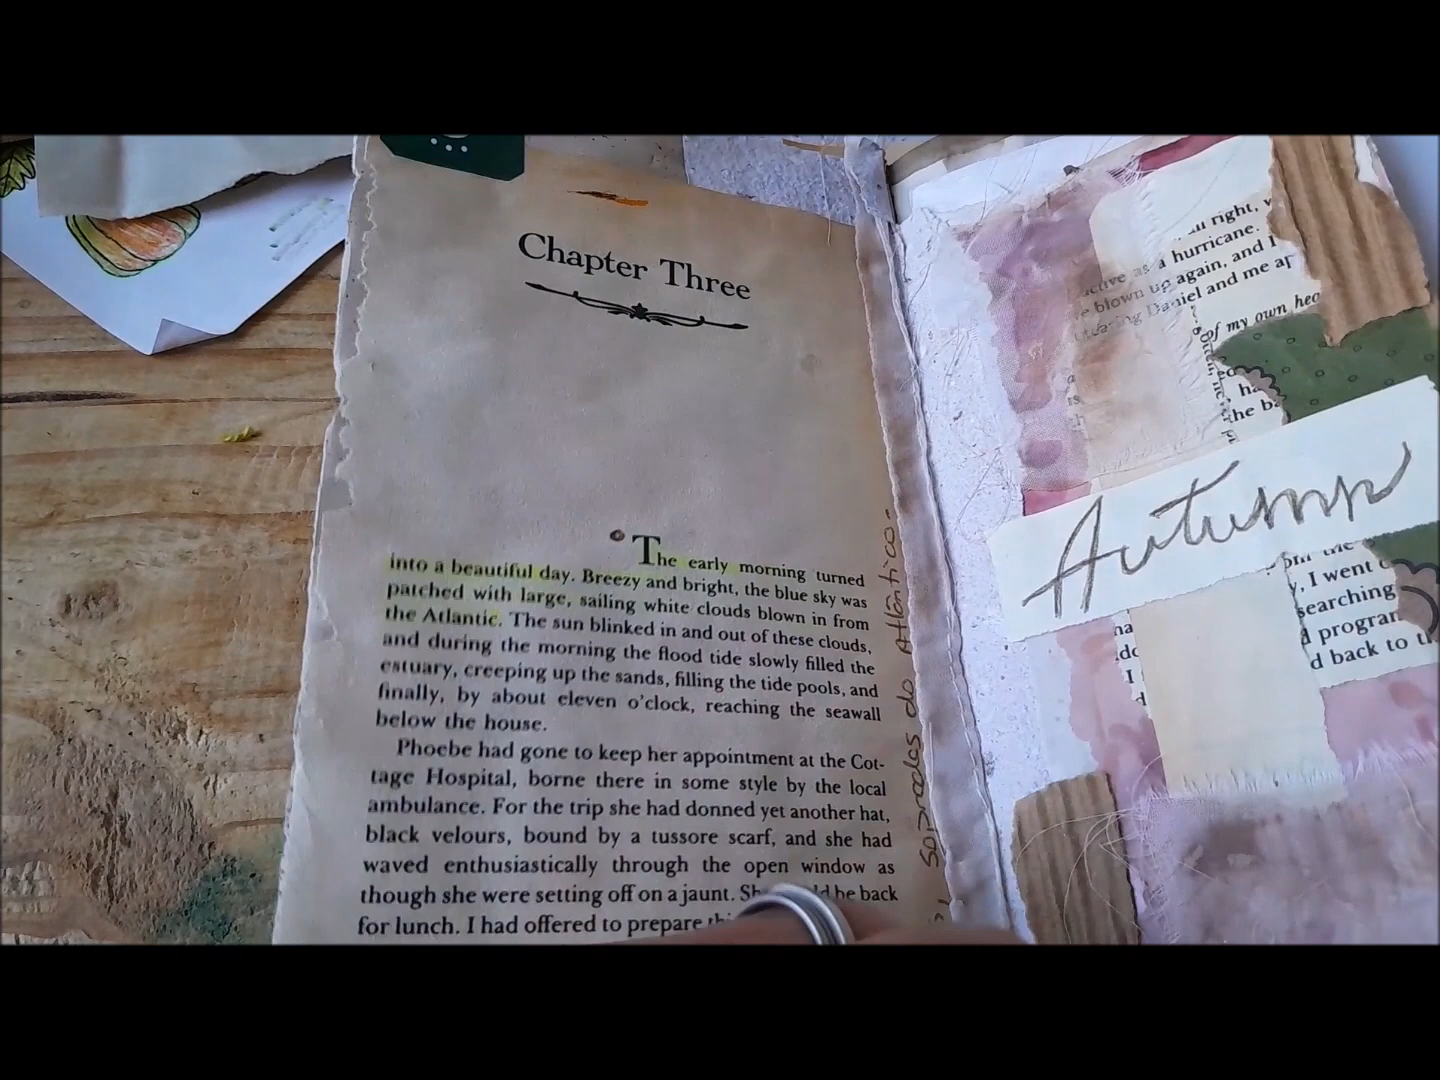 Chapter Three
The early morning turned
into a beautiful day. Breezy and bright, the blue sky was
patched with large, sailing white clouds blown in from
the Atlantic. The sun blinked in and out of these clouds,
and during the morning the flood tide slowly filled the
estuary, creeping up the sands, filling the tide pools, and
finally, by about eleven o'clock, reaching the seawall
below the house.
Phoebe had gone to keep her appointment at the Cot-
tage Hospital, borne there in some style by the local
ambulance. For the trip she had donned yet another hat,
black velours, bound by a tussore scarf, and she had
waved enthusiastically through the open window as
though she were setting off on a jaunt. be back
for lunch. I had offered to prepare
sopradas do Atlântico.
right,
as a hurricane.
blown up again, and I
Daniel and me
of my own
the
Autumn
I went
searching
back to